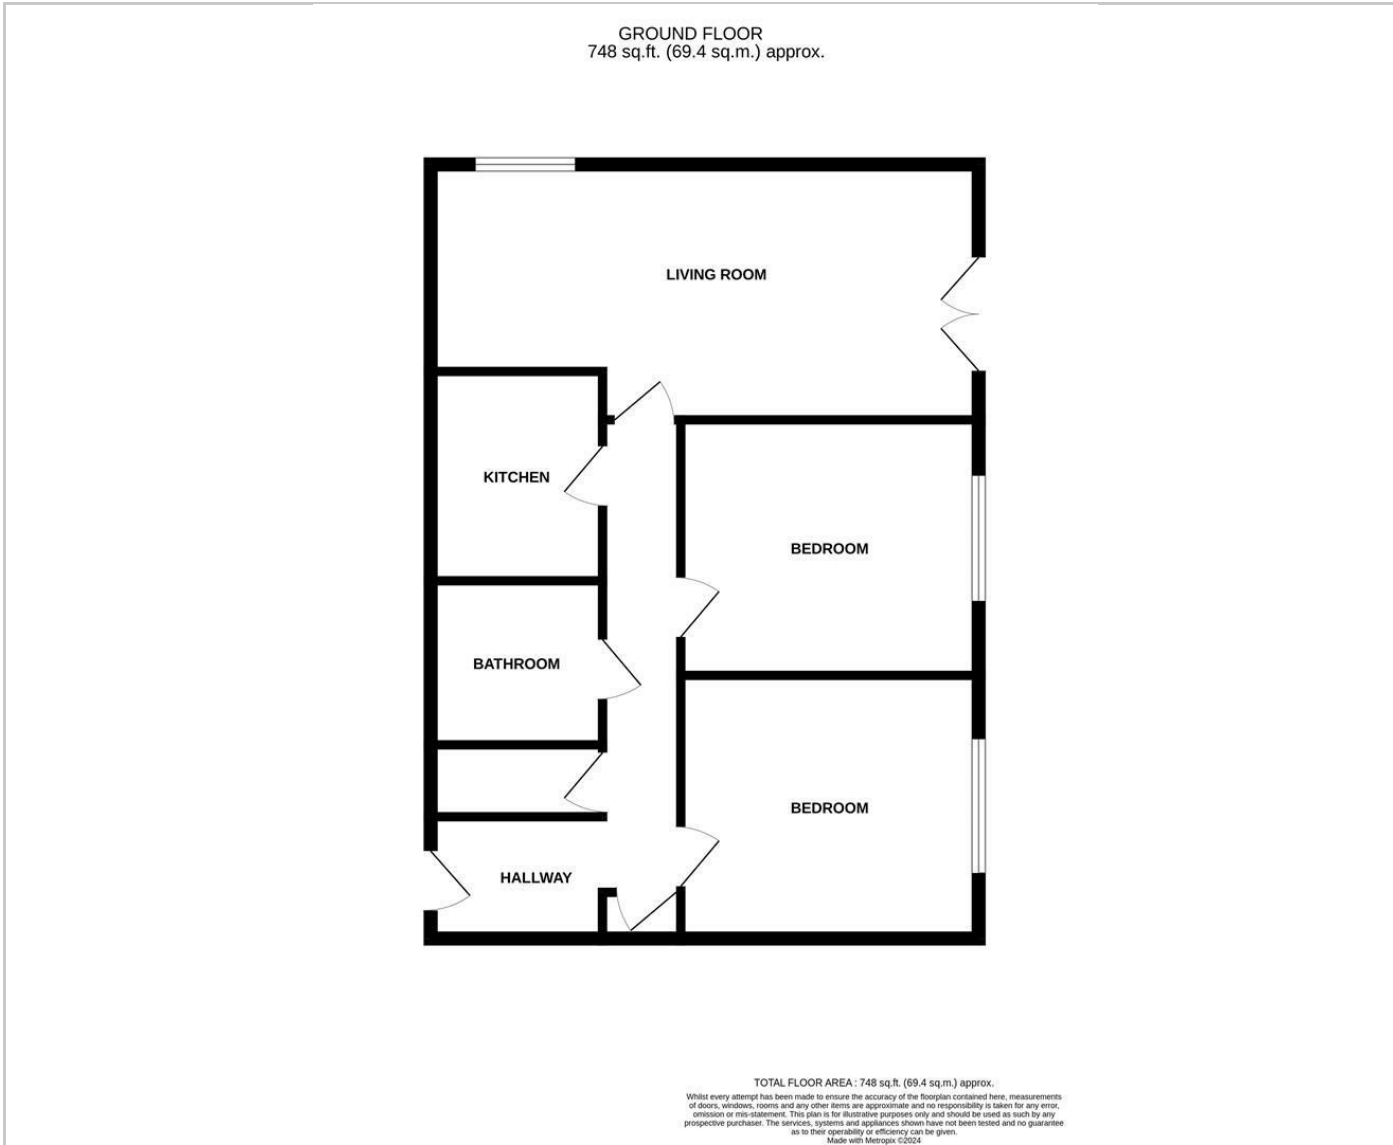 GROUND FLOOR
748 sq.ft. (69.4 sq.m.) approx.
LIVING ROOM
KITCHEN
BEDROOM
BATHROOM
BEDROOM
HALLWAY
TOTAL FLOOR AREA : 748 sq.ft. (69.4 sq.m.) approx.
Whilst every attempt has been made to ensure the accuracy of the floorplan contained here, measurements
of doors, windows, rooms and any other items are approximate and no responsibility is taken for any error,
omission or mis-statement. This plan is for illustrative purposes only and should be used as such by any
prospective purchaser. The services, systems and appliances shown have not been tested and no guarantee
as to their operability or efficiency can be given.
Made with Metropix ©2024